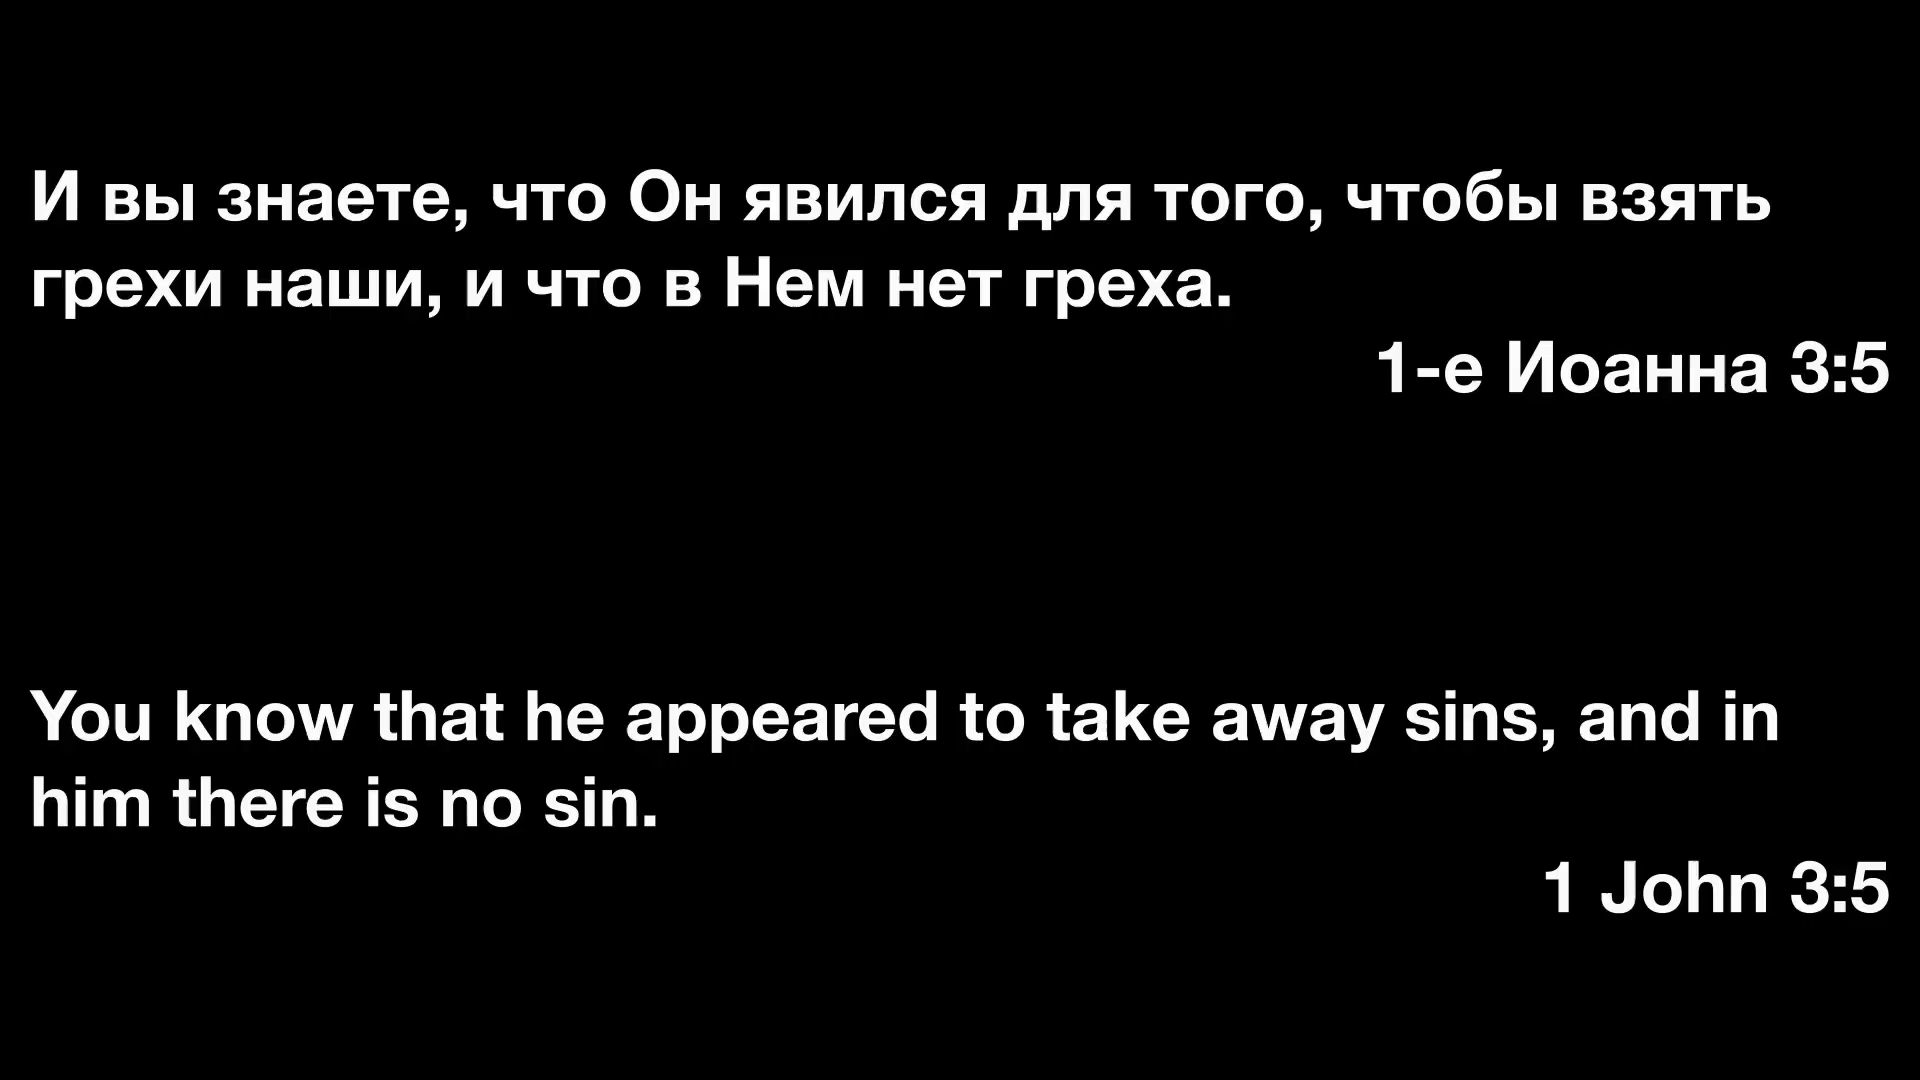 И вы знаете, что Он явился для того, чтобы взять
грехи наши, и что в Нем нет греха.
1-е Иоанна 3:5
You know that he appeared to take away sins, and in
him there is no sin.
1 John 3:5